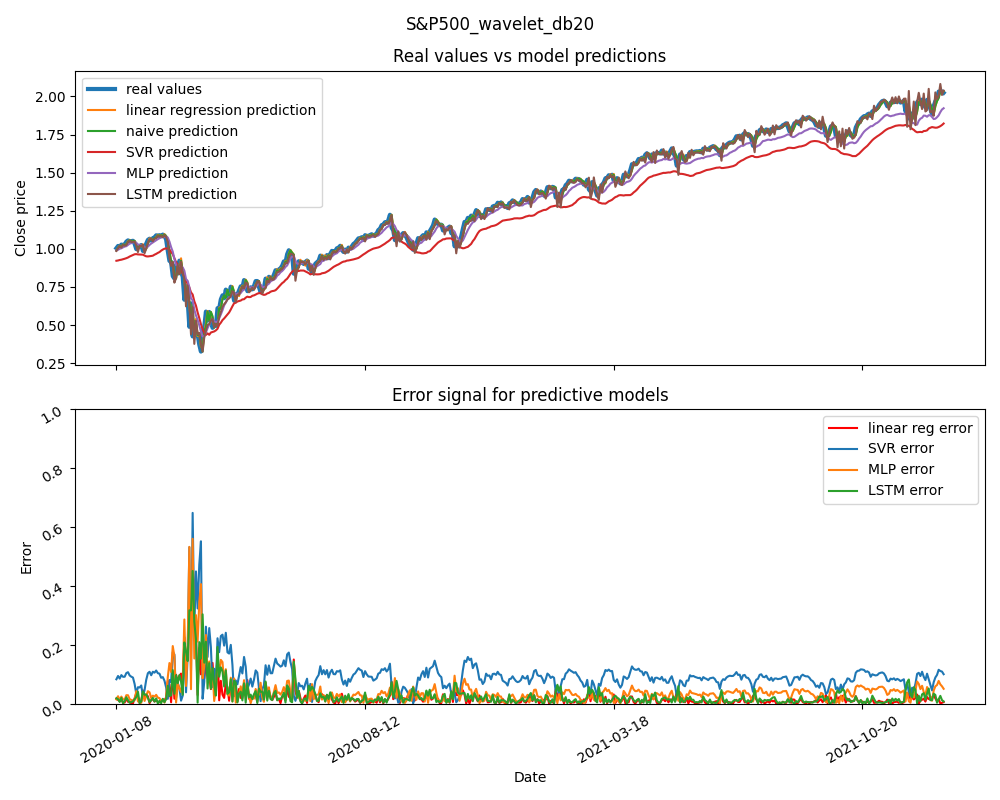 S&P500_wavelet_db20
Real values vs model predictions
real values
linear regression prediction
naive prediction
SVR prediction
MLP prediction
LSTM prediction
Close price
2.00
1.75
1.50
1.25
1.00
0.75
0.50
0.25
Error signal for predictive models
linear reg error
SVR error
MLP error
LSTM error
Error
1.0
0.8
0.6
0.4
0.2
0.0
2020-01-08
2020-08-12
2021-03-18
2021-10-20
Date